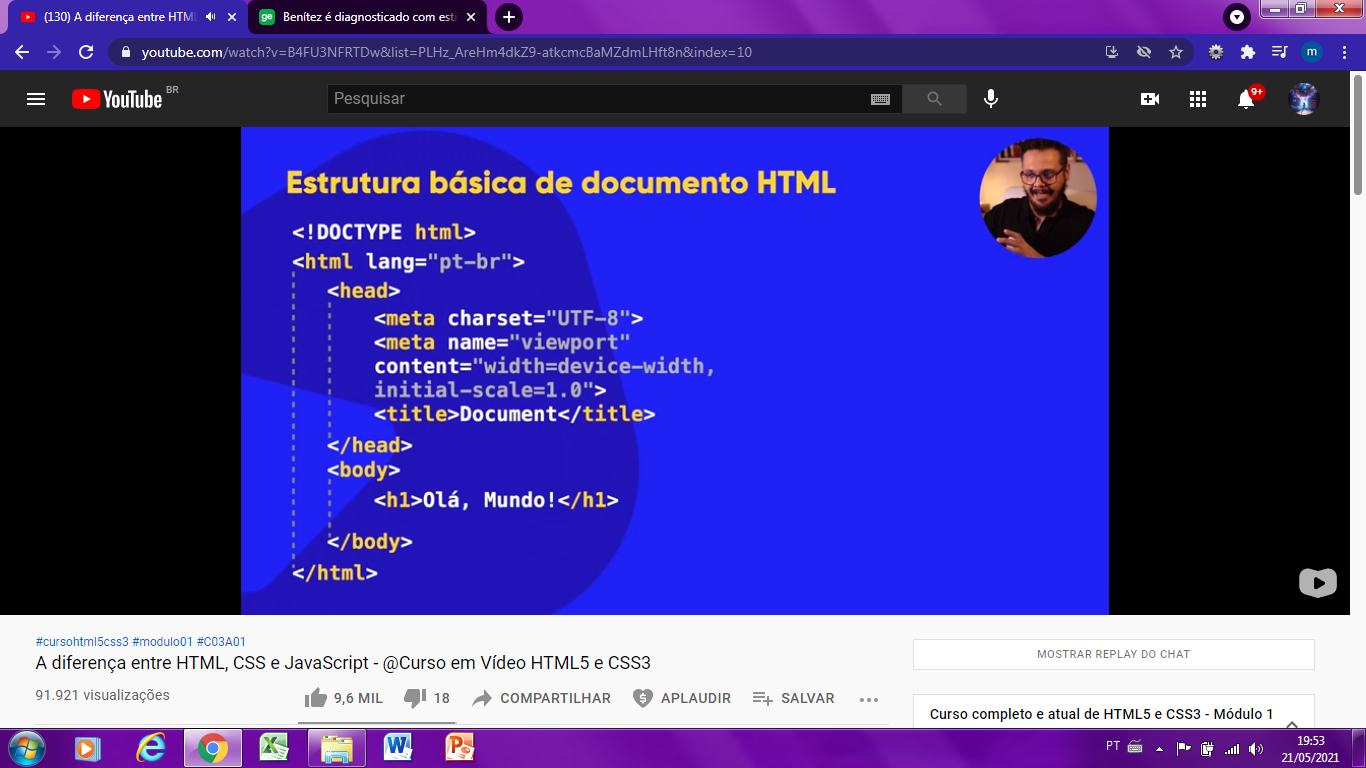 (130) A diferença entre HTML
Benítez é diagnosticado com esti
youtube.com/watch?v=B4FU3NFRTDw&list=PLHz_AreHm4dkZ9-atkcmcBaMZdmLHft8n&index=10
m
YouTube BR
Pesquisar
9+
Estrutura básica de documento HTML
<!DOCTYPE html>
<html lang="pt-br">
<head>
<meta charset="UTF-8">
<meta name="viewport"
content="width=device-width,
initial-scale=1.0">
<title>Document</title>
</head>
<body>
<h1>Olá, Mundo!</h1>
</body>
</html>
#cursohtml5css3 #modulo01 #C03A01
A diferença entre HTML, CSS e JavaScript - @Curso em Vídeo HTML5 e CSS3
91.921 visualizações
9,6 MIL
18
COMPARTILHAR
APLAUDIR
SALVAR
MOSTRAR REPLAY DO CHAT
Curso completo e atual de HTML5 e CSS3 - Módulo 1
PT
19:53
21/05/2021